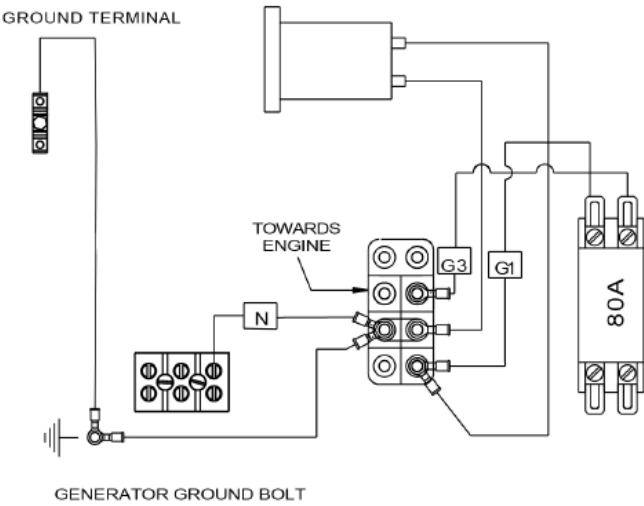 GROUND TERMINAL
TOWARDS
ENGINE
G3
G1
80A
N
GENERATOR GROUND BOLT